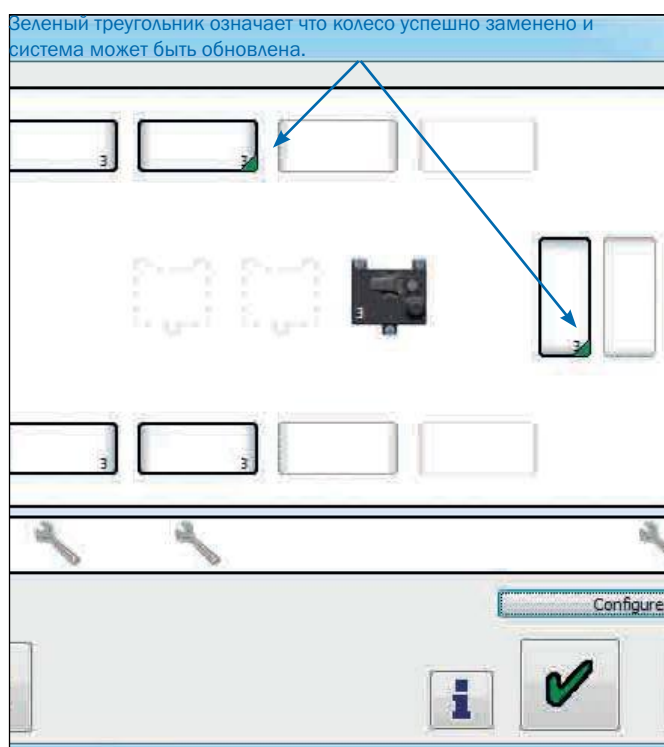 Зеленый треугольник означает что колесо успешно заменено и
система может быть обновлена.
3
3
3
3
3
3
Configure
i